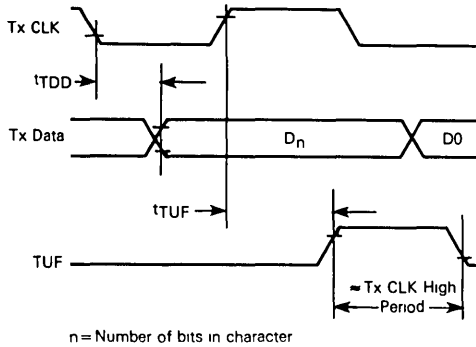 Tx CLK
tTDD
Tx Data
Dn
D0
tTUF
TUF
≈ Tx CLK High
Period
n = Number of bits in character